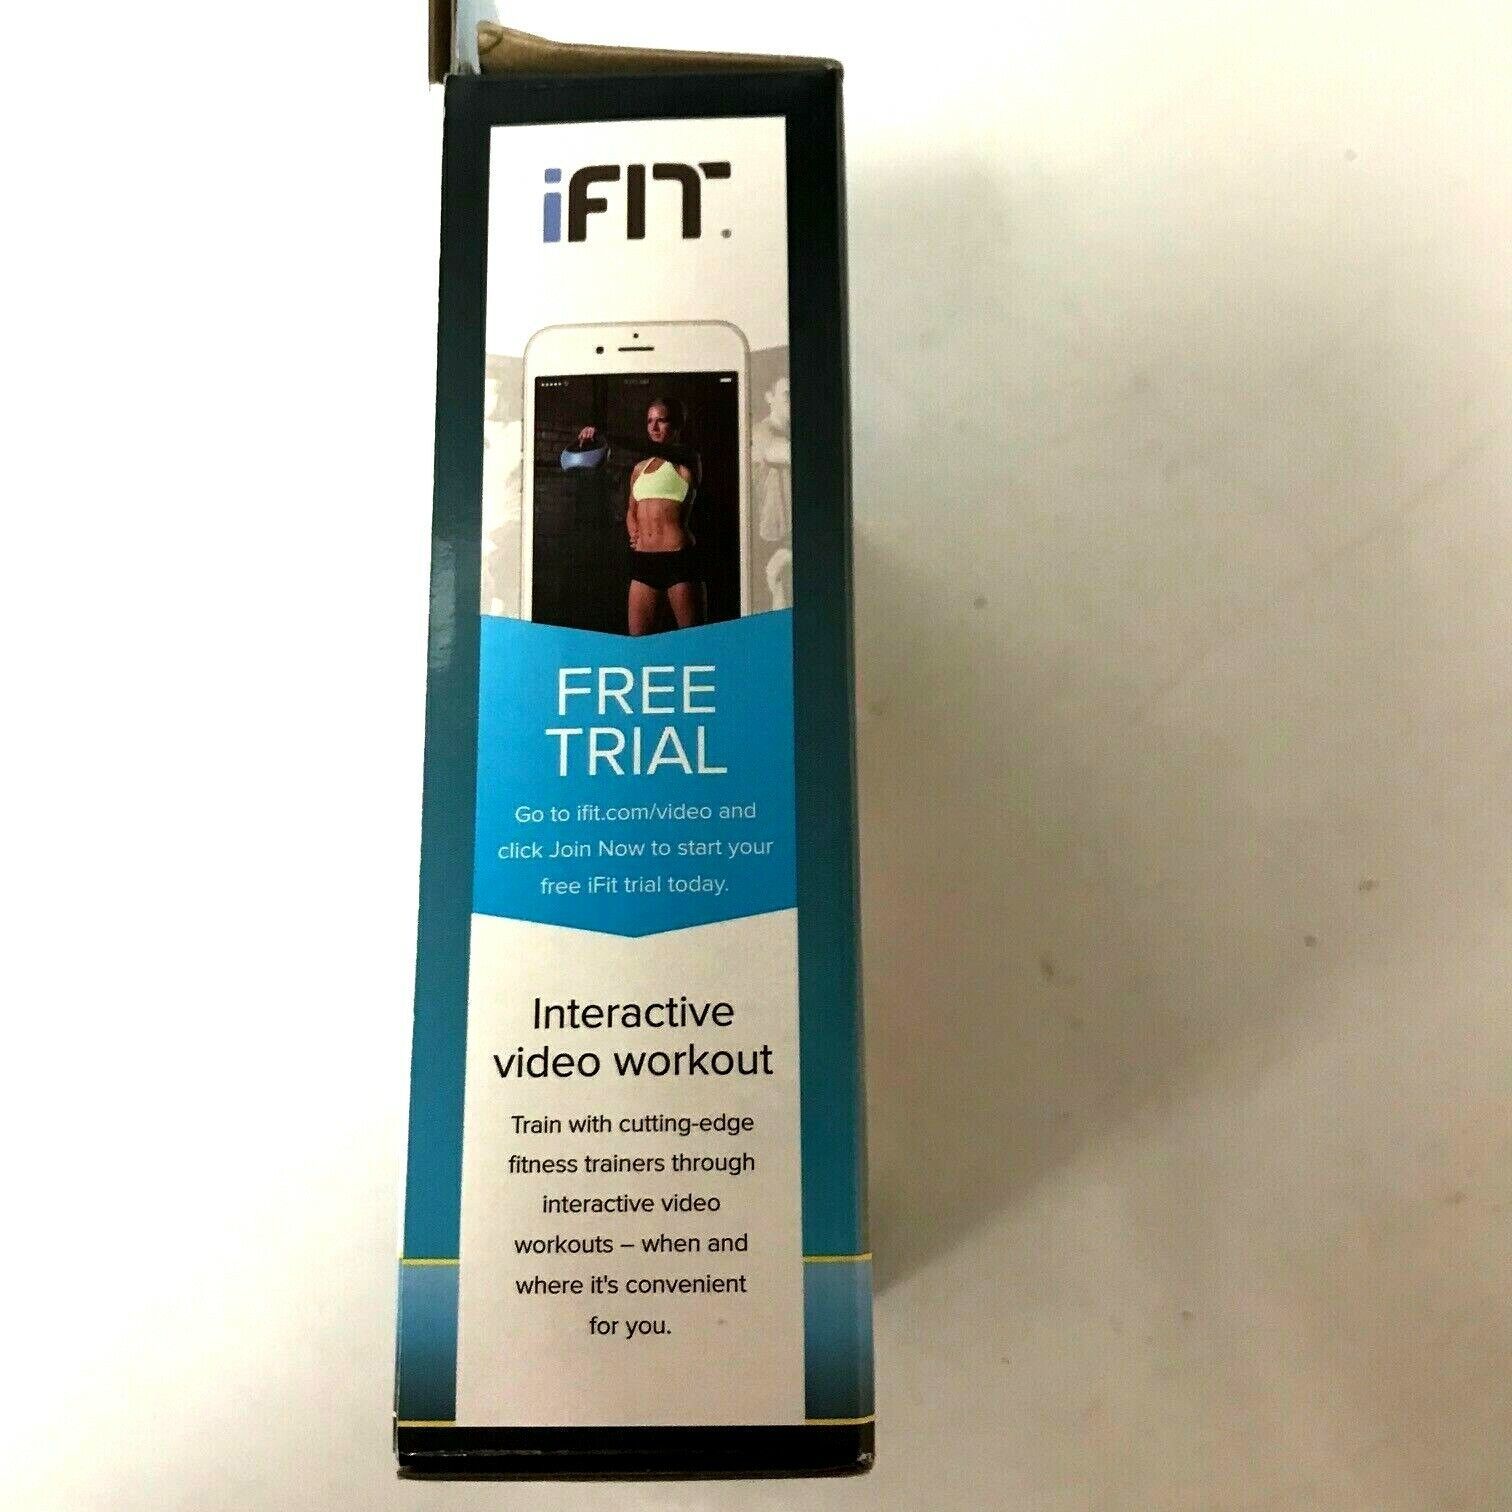 iFIT®
FREE
TRIAL
Go to ifit.com/video and
click Join Now to start your
free iFit trial today.
Interactive
video workout
Train with cutting-edge
fitness trainers through
interactive video
workouts – when and
where it's convenient
for you.